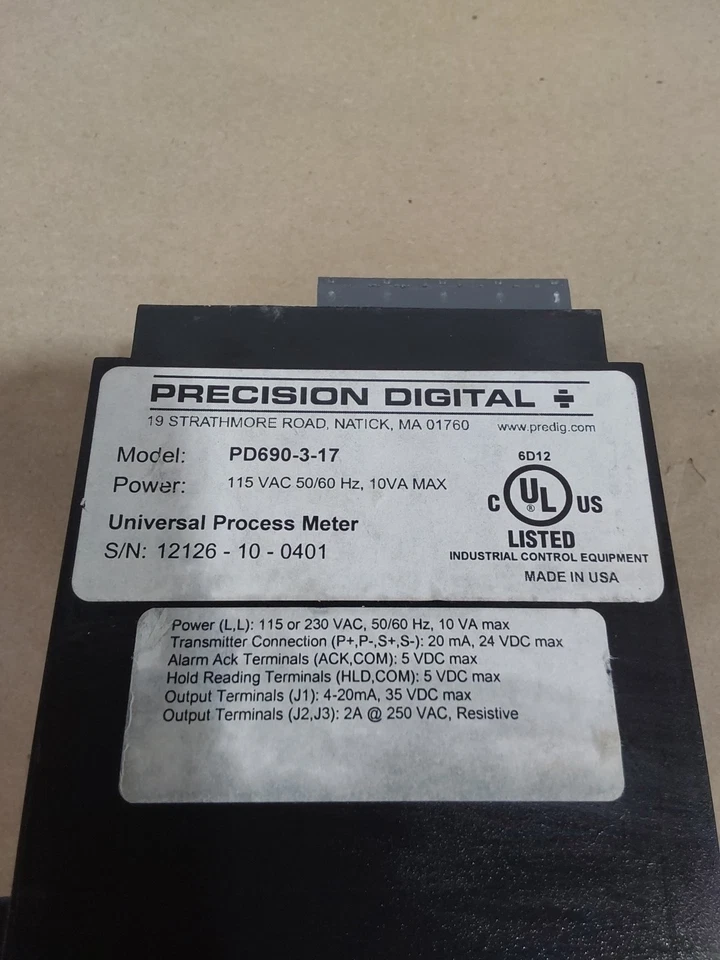 PRECISION DIGITAL
19 STRATHMORE ROAD, NATICK, MA 01760 www.predig.com
Model: PD690-3-17
Power: 115 VAC 50/60 Hz, 10VA MAX
6D12
C UL ® US
LISTED
INDUSTRIAL CONTROL EQUIPMENT
Universal Process Meter
S/N: 12126 - 10 - 0401
MADE IN USA
Power (L,L): 115 or 230 VAC, 50/60 Hz, 10 VA max
Transmitter Connection (P+,P-,S+,S-): 20 mA, 24 VDC max
Alarm Ack Terminals (ACK,COM): 5 VDC max
Hold Reading Terminals (HLD,COM): 5 VDC max
Output Terminals (J1): 4-20mA, 35 VDC max
Output Terminals (J2,J3): 2A @ 250 VAC, Resistive